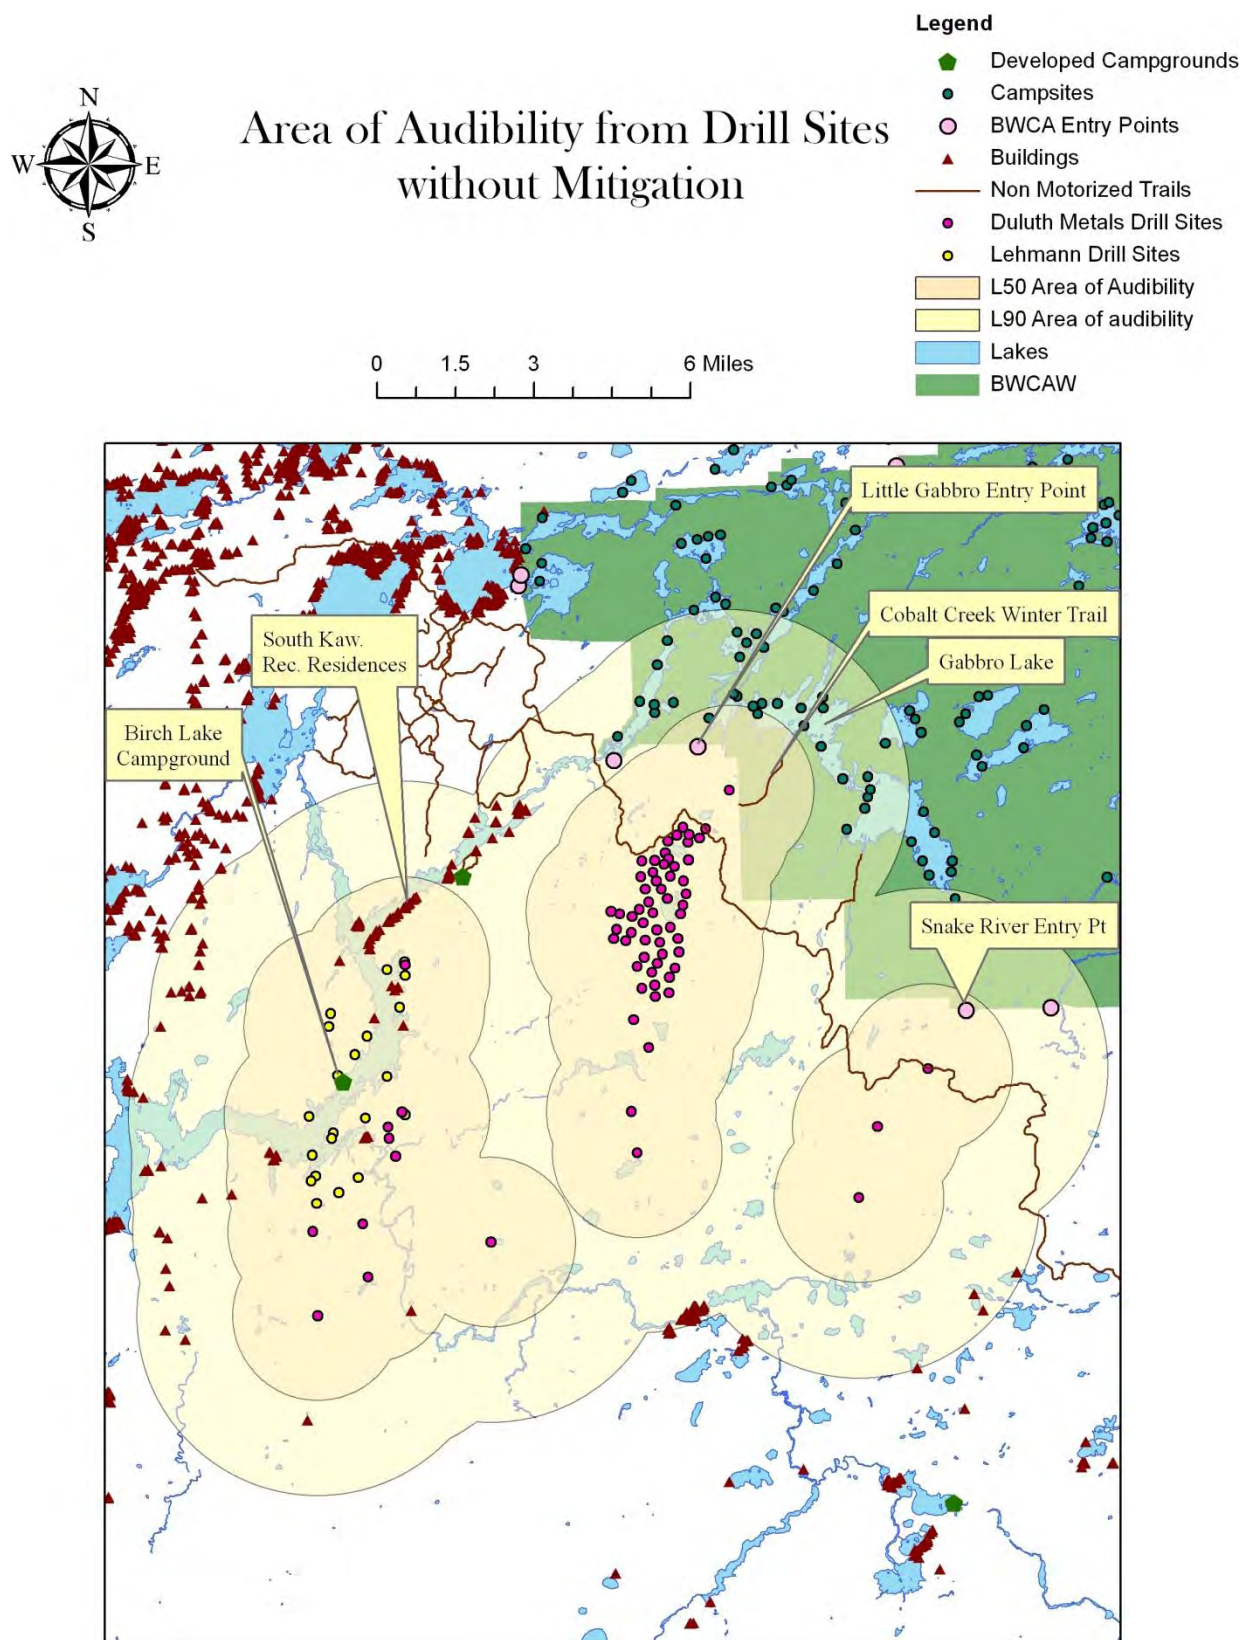 Legend
Developed Campgrounds
Campsites
BWCA Entry Points
Buildings
Non Motorized Trails
Duluth Metals Drill Sites
Lehmann Drill Sites
L50 Area of Audibility
L90 Area of audibility
Lakes
BWCAW
N
W E
S
Area of Audibility from Drill Sites
without Mitigation
0 1.5 3 6 Miles
Little Gabbro Entry Point
Cobalt Creek Winter Trail
Gabbro Lake
South Kaw.
Rec. Residences
Birch Lake
Campground
Snake River Entry Pt